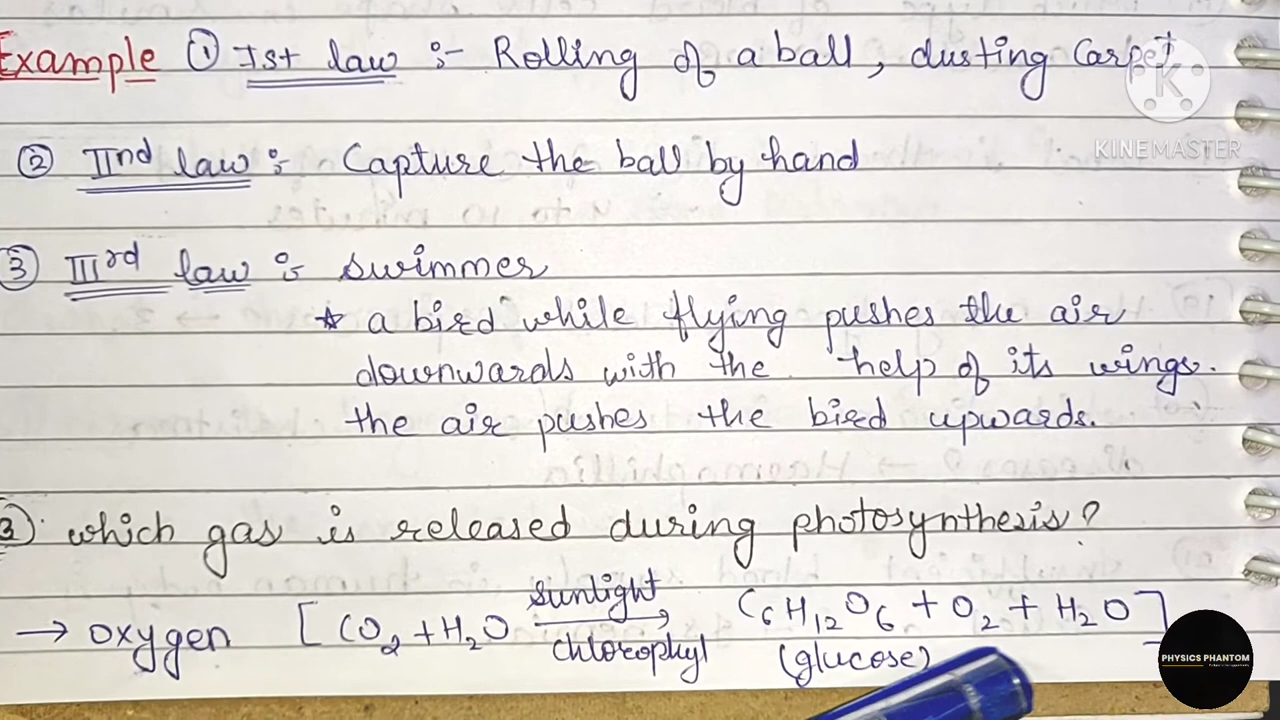 Example ① Ist law :- Rolling of a ball, dusting Carpet
KINEMASTER
② IInd law :- Capture the ball by hand
③ IIIrd law :- swimmer
☆ a bird while flying pushes the air
downwards with the help of its wings.
the air pushes the bird upwards.
which gas is released during photosynthesis?
→ oxygen [CO2 + H2O sunlight → chlorophyl C6H12O6 + O2 + H2O]
(glucose)
PHYSICS PHANTOM